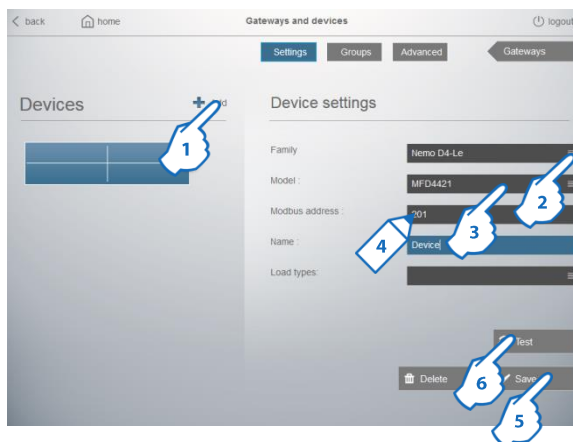 back
home
Gateways and devices
logout
Settings
Groups
Advanced
Gateways
Devices
Device settings
1
Family
Nemo D4-Le
2
Model :
MFD4421
3
Modbus address :
201
4
Name :
Device
Load types:
Test
6
Delete
Save
5